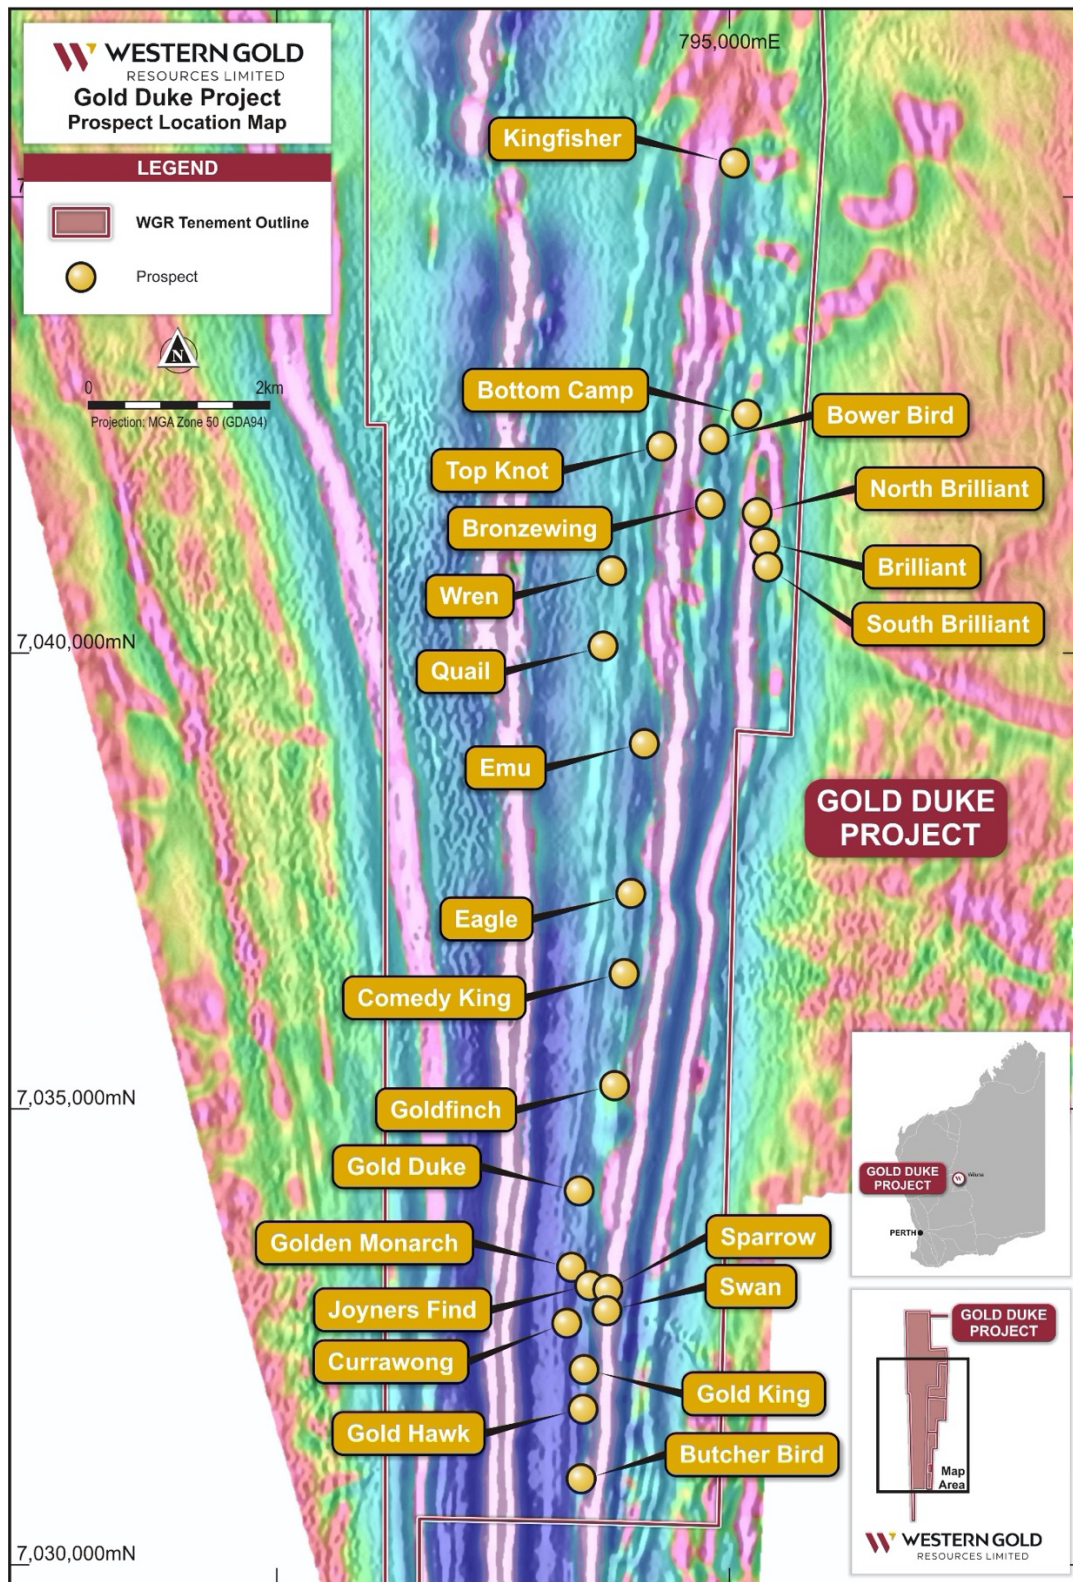 WESTERN GOLD
RESOURCES LIMITED
Gold Duke Project
Prospect Location Map
LEGEND
WGR Tenement Outline
Prospect
N
0 2km
Projection: MGA Zone 50 (GDA94)
795,000mE
Kingfisher
Bottom Camp
Bower Bird
Top Knot
North Brilliant
Bronzewing
Brilliant
Wren
South Brilliant
7,040,000mN
Quail
Emu
GOLD DUKE
PROJECT
Eagle
Comedy King
Goldfinch
7,035,000mN
Gold Duke
Golden Monarch
Sparrow
Joyners Find
Swan
Currawong
Gold King
Gold Hawk
Butcher Bird
7,030,000mN
GOLD DUKE
PROJECT
W
Wiluna
PERTH
GOLD DUKE
PROJECT
Map
Area
WESTERN GOLD
RESOURCES LIMITED